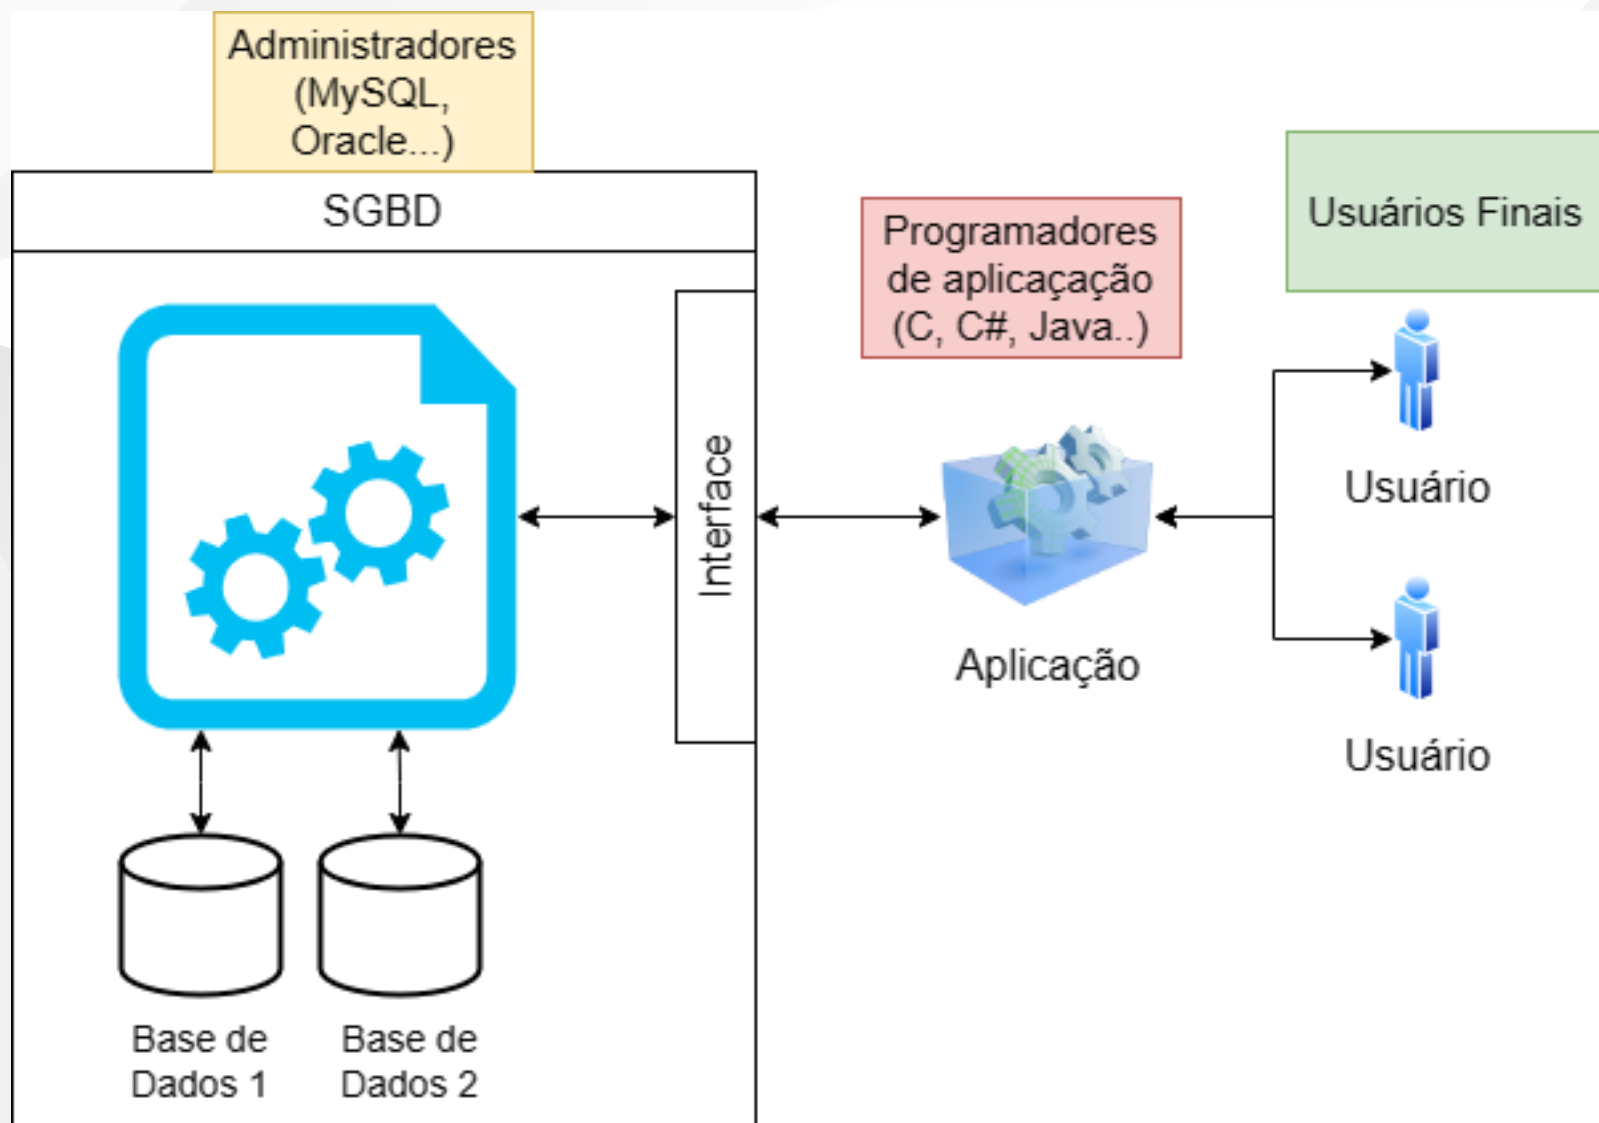 Administradores
(MySQL,
Oracle...)
SGBD
Interface
Base de
Dados 1
Base de
Dados 2
Programadores
de aplicaçação
(C, C#, Java..)
Aplicação
Usuários Finais
Usuário
Usuário